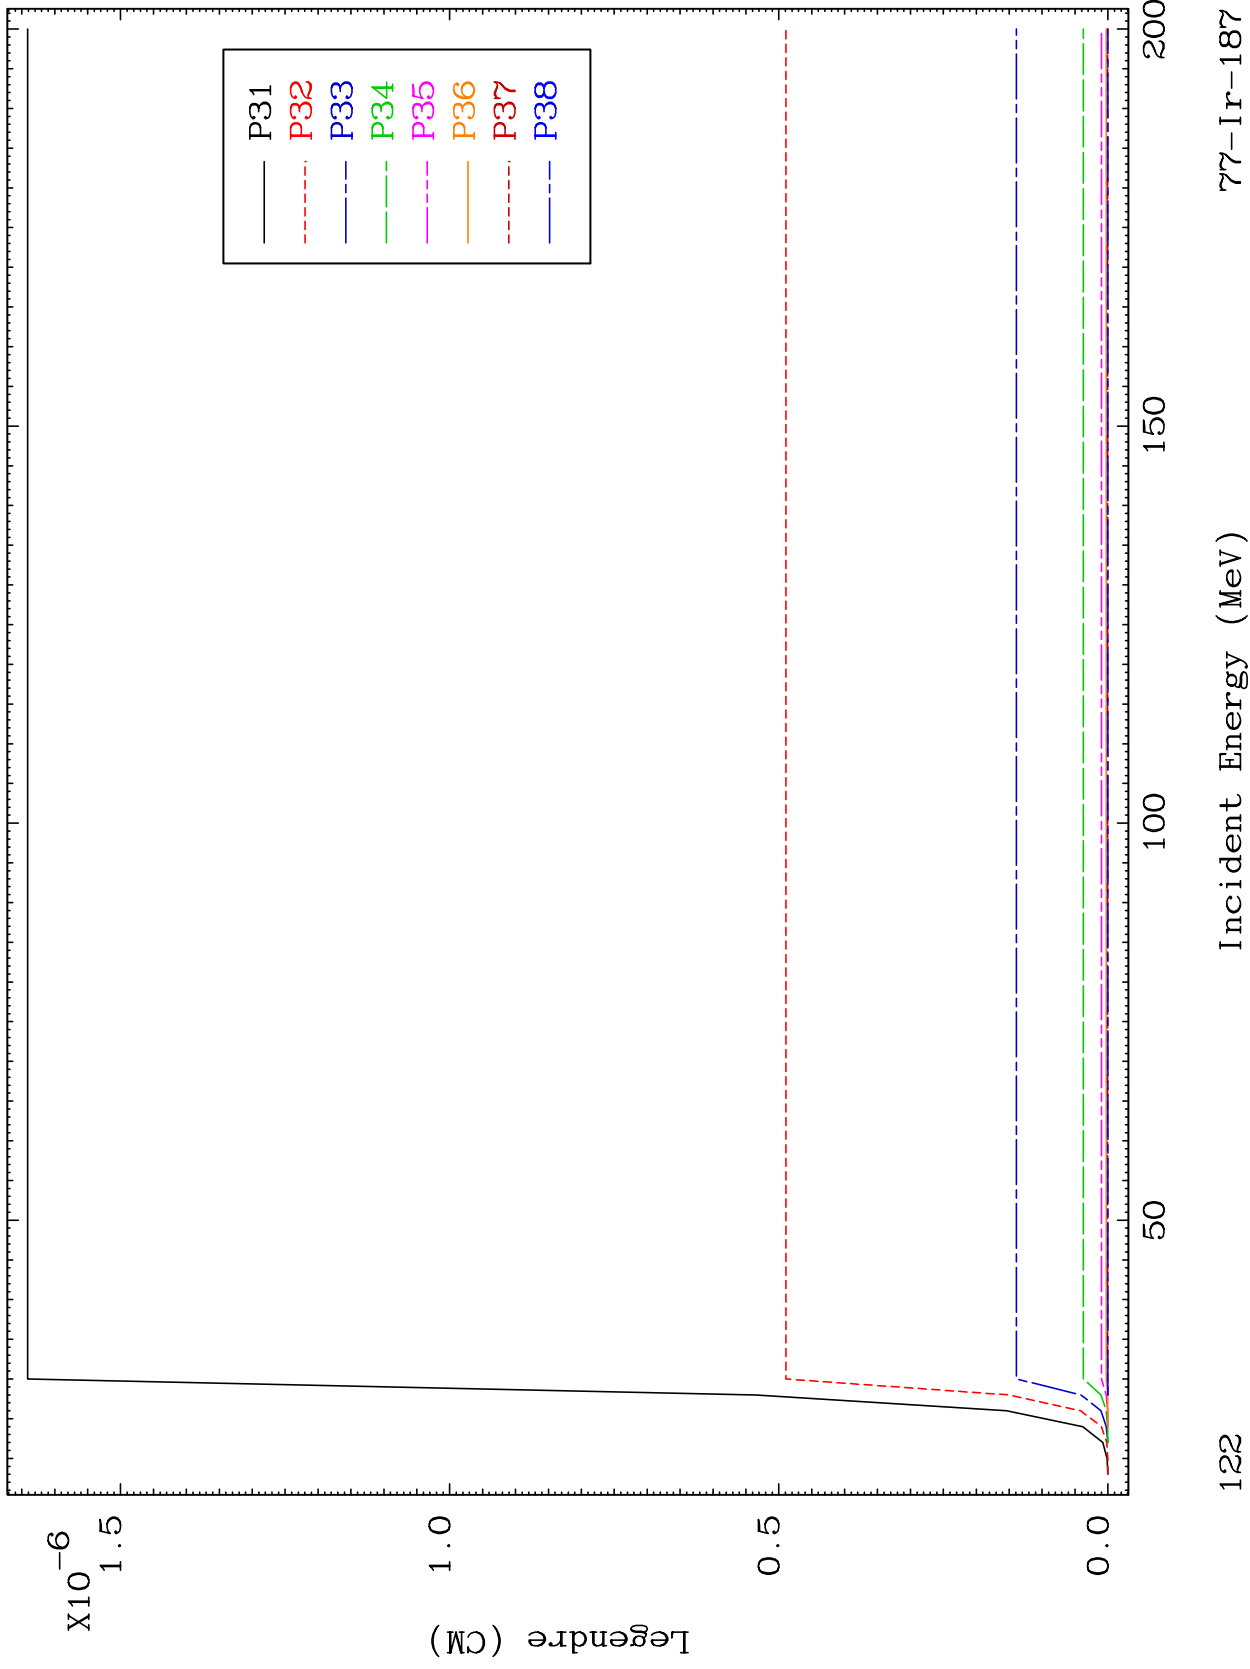 X10-6
1.5
1.0
0.5
0.0
Legendre (CM)
P31
P32
P33
P34
P35
P36
P37
P38
50
100
150
200
Incident Energy (MeV)
122
77-Ir-187